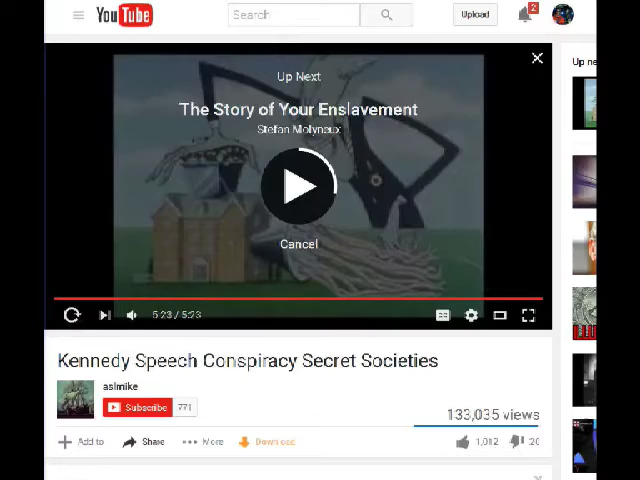 YouTube
Search
Upload
2
Up Next
The Story of Your Enslavement
Stefan Molyneux
Cancel
5:23 / 5:23
CC
Up ne
Kennedy Speech Conspiracy Secret Societies
aslmike
Subscribe 771
133,035 views
Add to Share More Download 1,012 20